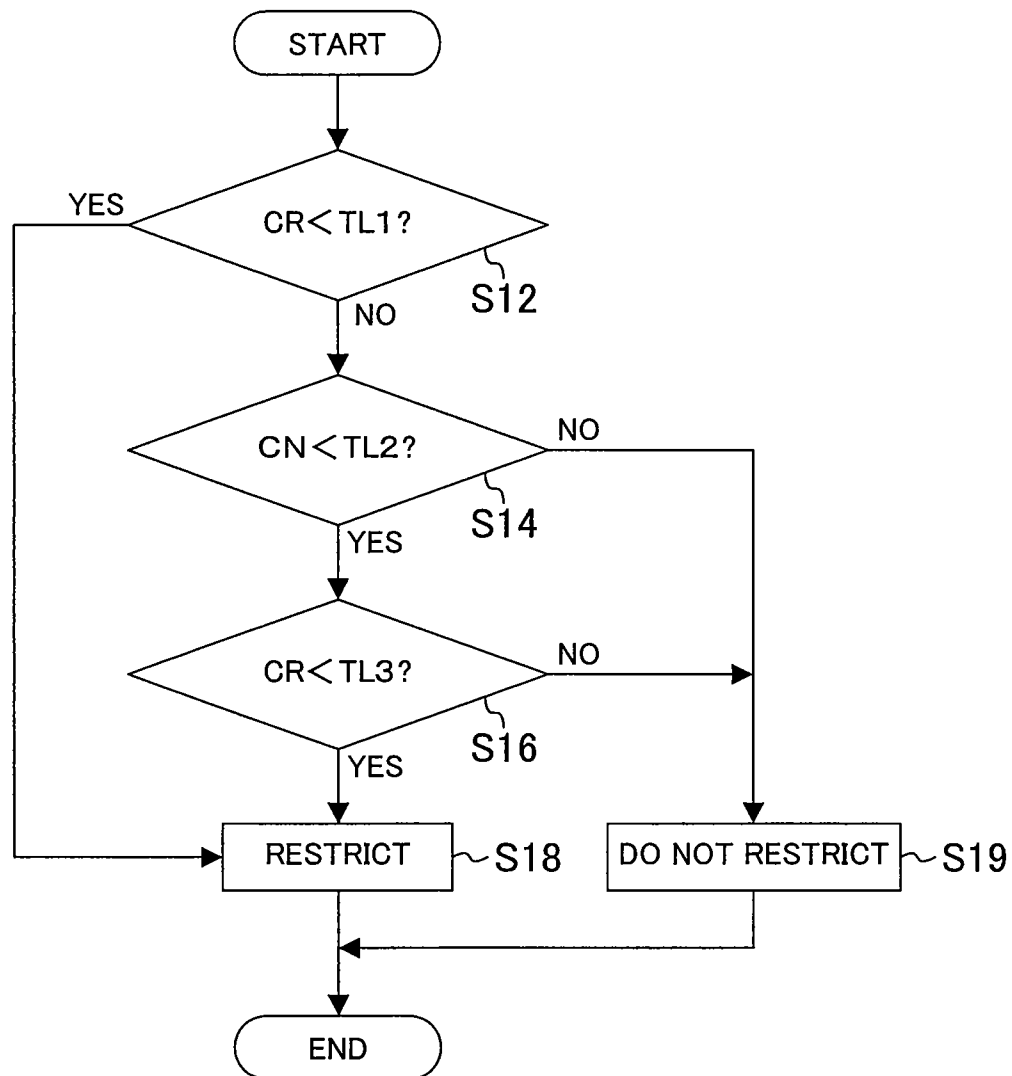 START
YES
CR<TL1?
S12
NO
CN<TL2?
NO
S14
YES
CR<TL3?
NO
S16
YES
RESTRICT
S18
DO NOT RESTRICT
S19
END